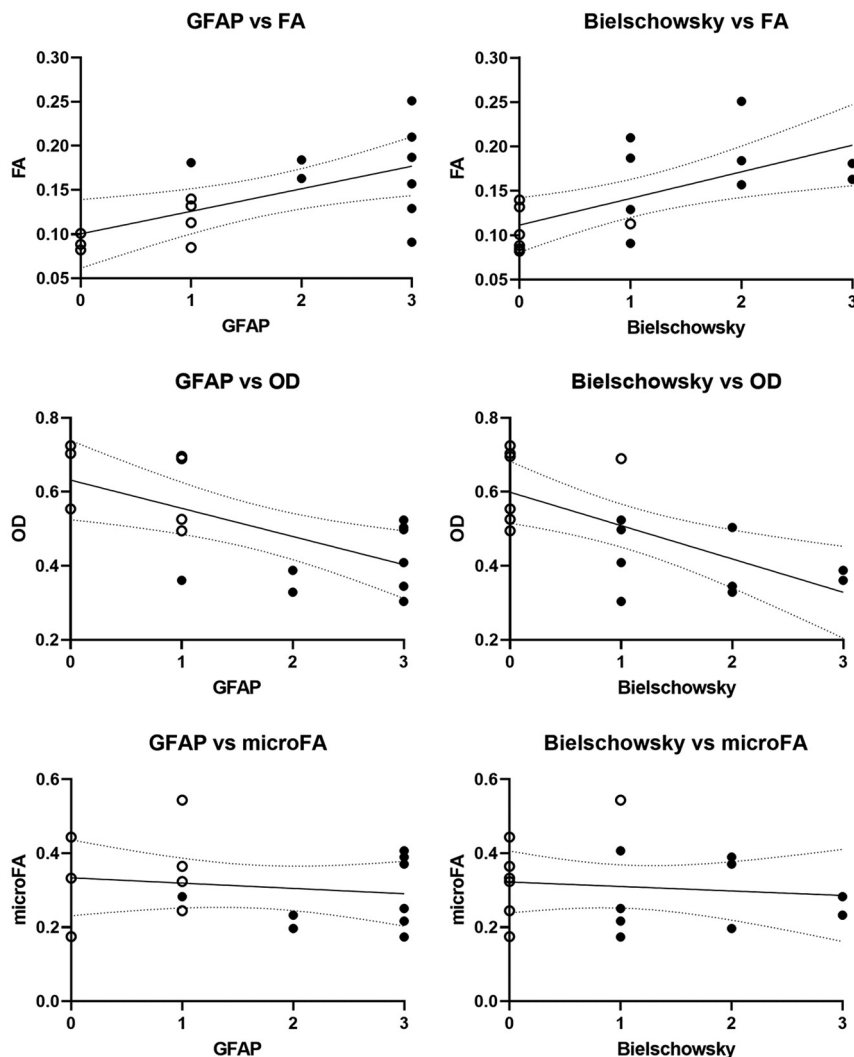 GFAP vs FA
0.30
0.25
0.20
0.15
0.10
0.05
FA
0 1 2 3
GFAP
Bielschowsky vs FA
0.30
0.25
0.20
0.15
0.10
0.05
FA
0 1 2 3
Bielschowsky
GFAP vs OD
0.8
0.6
0.4
0.2
OD
0 1 2 3
GFAP
Bielschowsky vs OD
0.8
0.6
0.4
0.2
OD
0 1 2 3
Bielschowsky
GFAP vs microFA
0.6
0.4
0.2
0.0
microFA
0 1 2 3
GFAP
Bielschowsky vs microFA
0.6
0.4
0.2
0.0
microFA
0 1 2 3
Bielschowsky